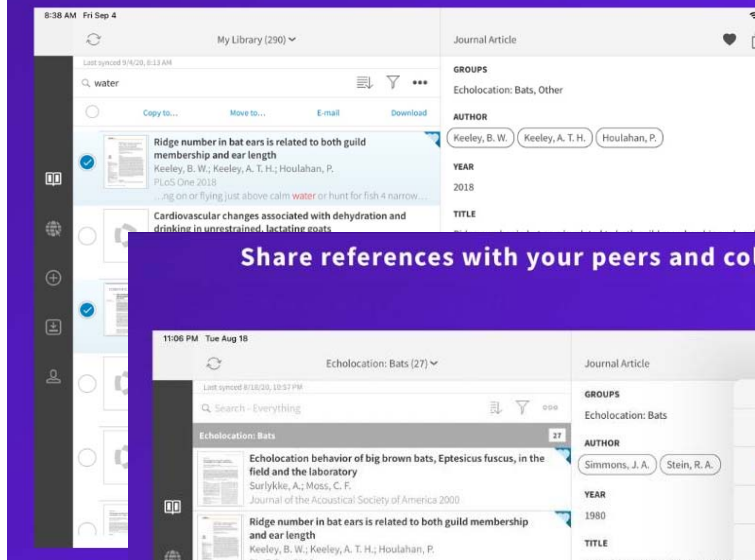 8:38 AM Fri Sep 4
My Library (290)
Journal Article
Last synced 9/4/20, 8:13 AM
water
Copy to...
Move to...
E-mail
Download
Ridge number in bat ears is related to both guild
membership and ear length
Keeley, B. W.; Keeley, A. T. H.; Houlahan, P.
PLoS One 2018
...ng on or flying just above calm water or hunt for fish 4 narrow...
Cardiovascular changes associated with dehydration and
drinking in unrestrained, lactating goats
GROUPS
Echolocation: Bats, Other
AUTHOR
Keeley, B. W.
Keeley, A. T. H.
Houlahan, P.
YEAR
2018
TITLE
Share references with your peers and col
11:06 PM Tue Aug 18
Echolocation: Bats (27)
Journal Article
Last synced 8/18/20, 10:57 PM
Search - Everything
Echolocation: Bats
27
Echolocation behavior of big brown bats, Eptesicus fuscus, in the
field and the laboratory
Surlykke, A.; Moss, C. F.
Journal of the Acoustical Society of America 2000
Ridge number in bat ears is related to both guild membership
and ear length
Keeley, B. W.; Keeley, A. T. H.; Houlahan, P.
GROUPS
Echolocation: Bats
AUTHOR
Simmons, J. A.
Stein, R. A.
YEAR
1980
TITLE